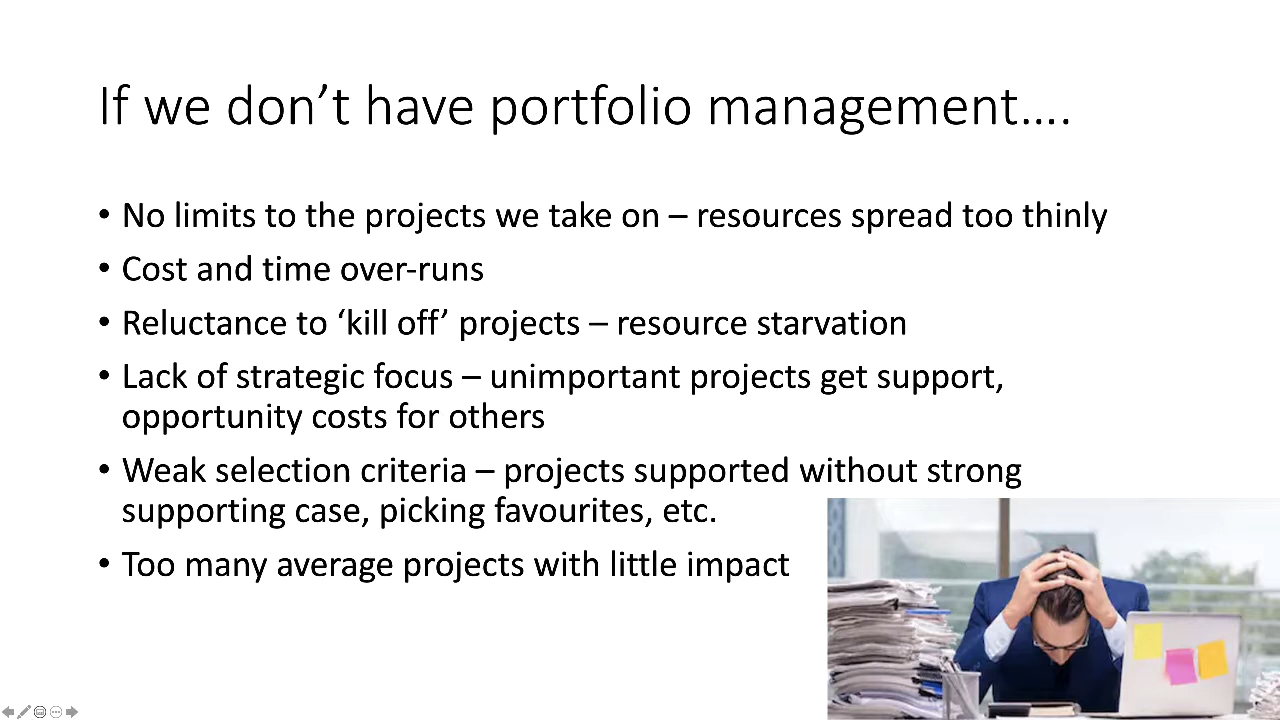 If we don’t have portfolio management….
• No limits to the projects we take on – resources spread too thinly
• Cost and time over-runs
• Reluctance to ‘kill off’ projects – resource starvation
• Lack of strategic focus – unimportant projects get support,
opportunity costs for others
• Weak selection criteria – projects supported without strong
supporting case, picking favourites, etc.
• Too many average projects with little impact